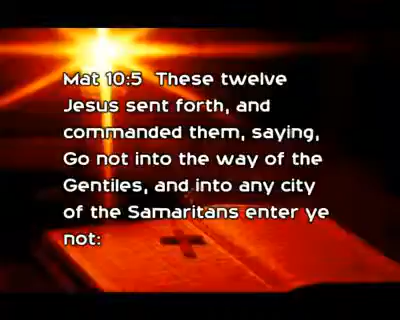 Mat 10:5  These twelve
Jesus sent forth, and
commanded them, saying,
Go not into the way of the
Gentiles, and into any city
of the Samaritans enter ye
not: